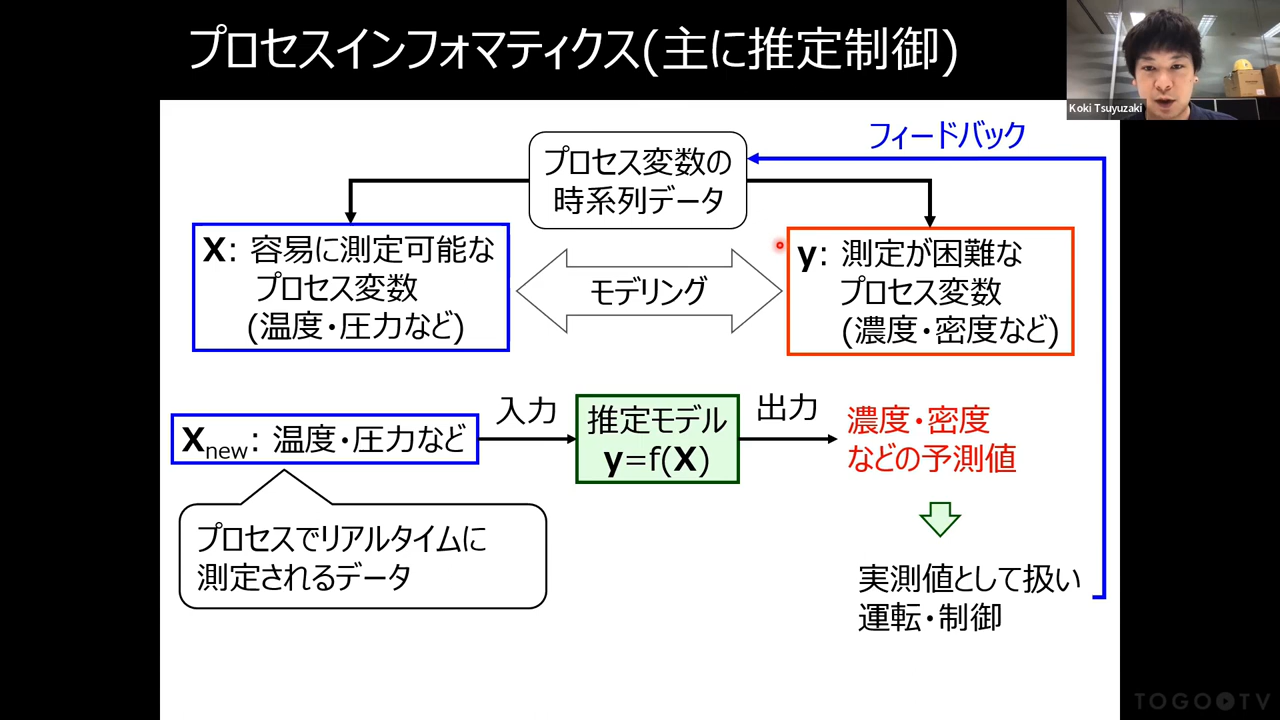 プロセスインフォマティクス(主に推定制御)
Koki Tsuyuzaki
フィードバック
プロセス変数の
時系列データ
X: 容易に測定可能な
プロセス変数
(温度・圧力など)
モデリング
y: 測定が困難な
プロセス変数
(濃度・密度など)
Xnew: 温度・圧力など
入力
推定モデル
y=f(X)
出力
濃度・密度
などの予測値
プロセスでリアルタイムに
測定されるデータ
実測値として扱い
運転・制御
TOGOTV